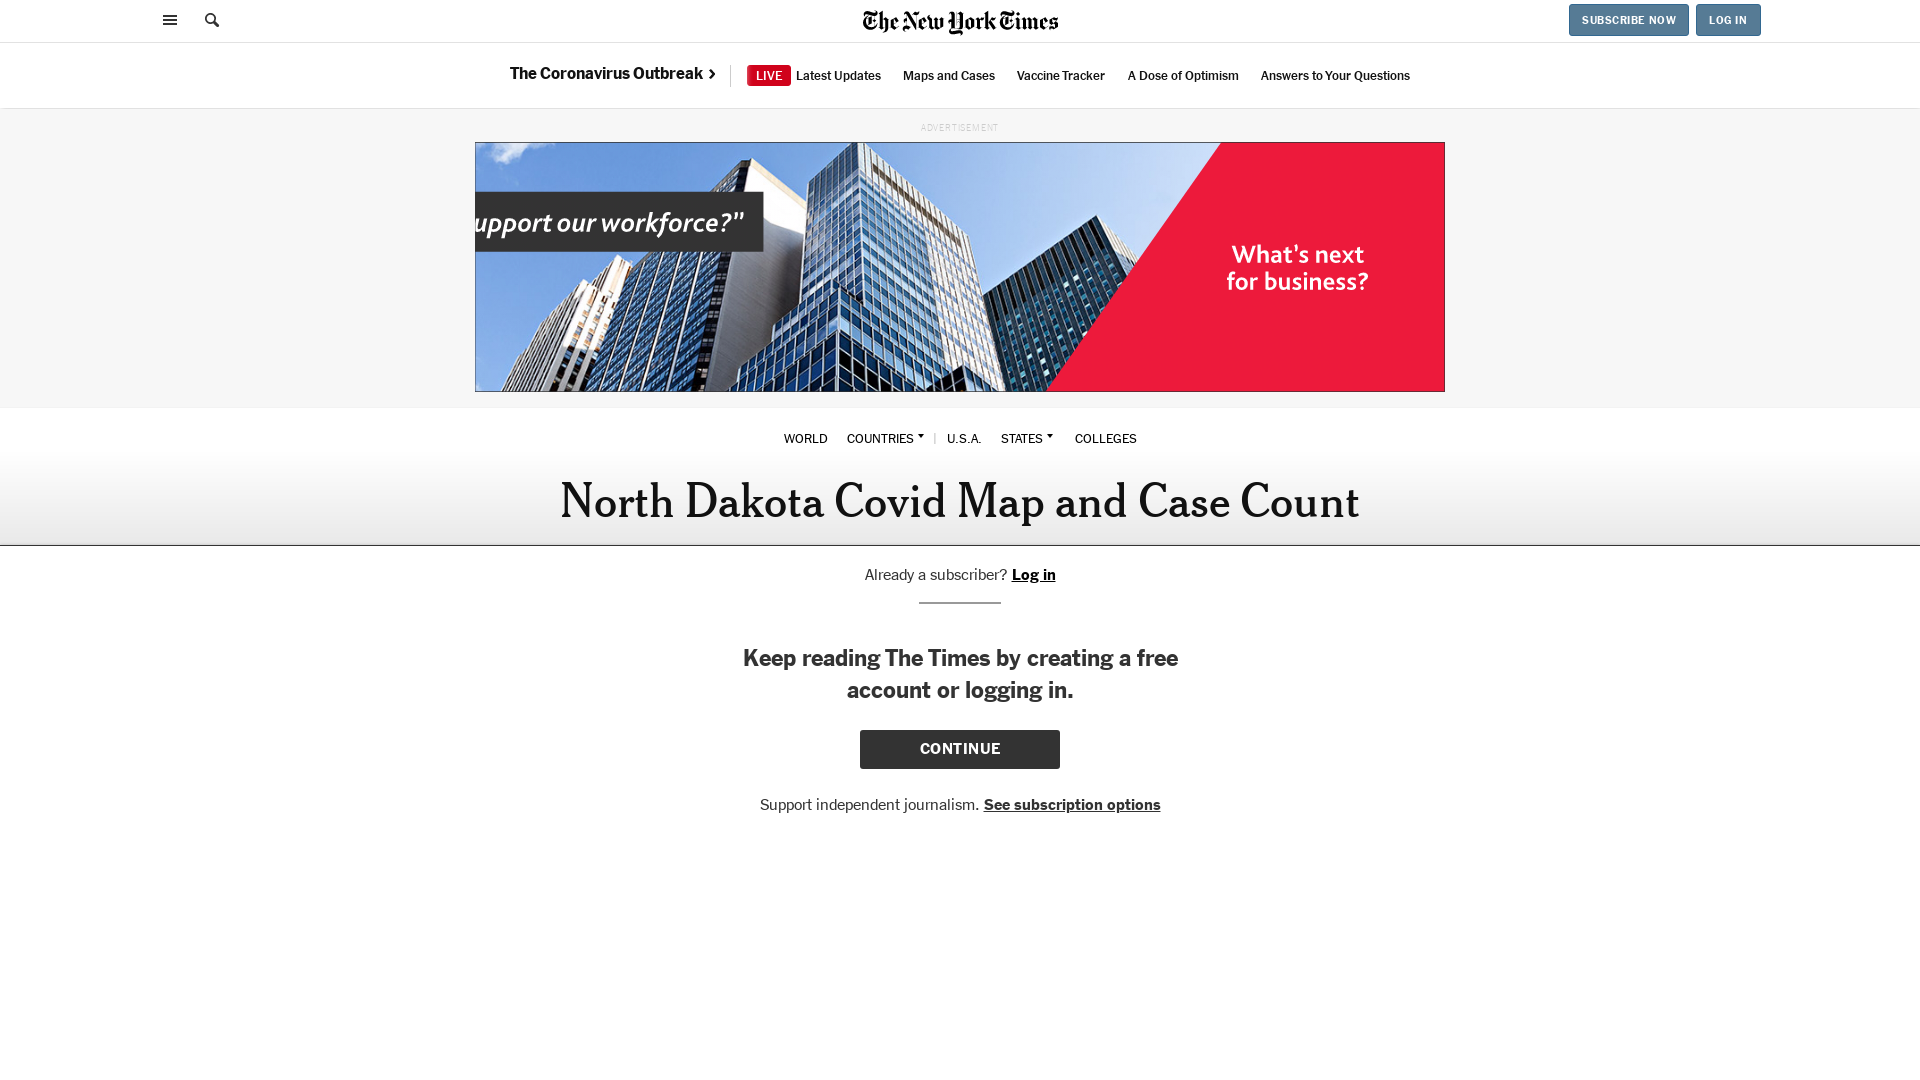 The New York Times
SUBSCRIBE NOW
LOG IN
The Coronavirus Outbreak
LIVE Latest Updates
Maps and Cases
Vaccine Tracker
A Dose of Optimism
Answers to Your Questions
ADVERTISEMENT
upport our workforce?”
What’s next
for business?
WORLD
COUNTRIES
U.S.A.
STATES
COLLEGES
North Dakota Covid Map and Case Count
Already a subscriber? Log in
Keep reading The Times by creating a free
account or logging in.
CONTINUE
Support independent journalism. See subscription options